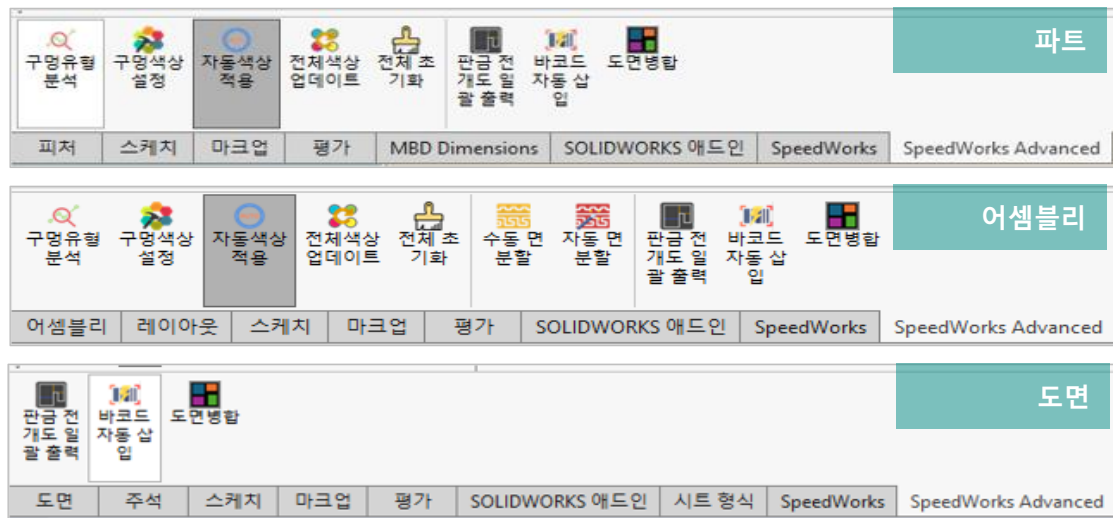 파트
구멍유형 구멍색상 자동색상 전체색상 전체 초 판금 전 바코드 도면병합
분석 설정 적용 업데이트 기화 개도 일 자동 삽
괄 출력 입
피처 스케치 마크업 평가 MBD Dimensions SOLIDWORKS 애드인 SpeedWorks SpeedWorks Advanced
어셈블리
구멍유형 구멍색상 자동색상 전체색상 전체 초 수동 면 자동 면 판금 전 바코드 도면병합
분석 설정 적용 업데이트 기화 분할 분할 개도 일 자동 삽
괄 출력 입
어셈블리 레이아웃 스케치 마크업 평가 SOLIDWORKS 애드인 SpeedWorks SpeedWorks Advanced
도면
판금 전 바코드 도면병합
개도 일 자동 삽
괄 출력 입
도면 주석 스케치 마크업 평가 SOLIDWORKS 애드인 시트 형식 SpeedWorks SpeedWorks Advanced